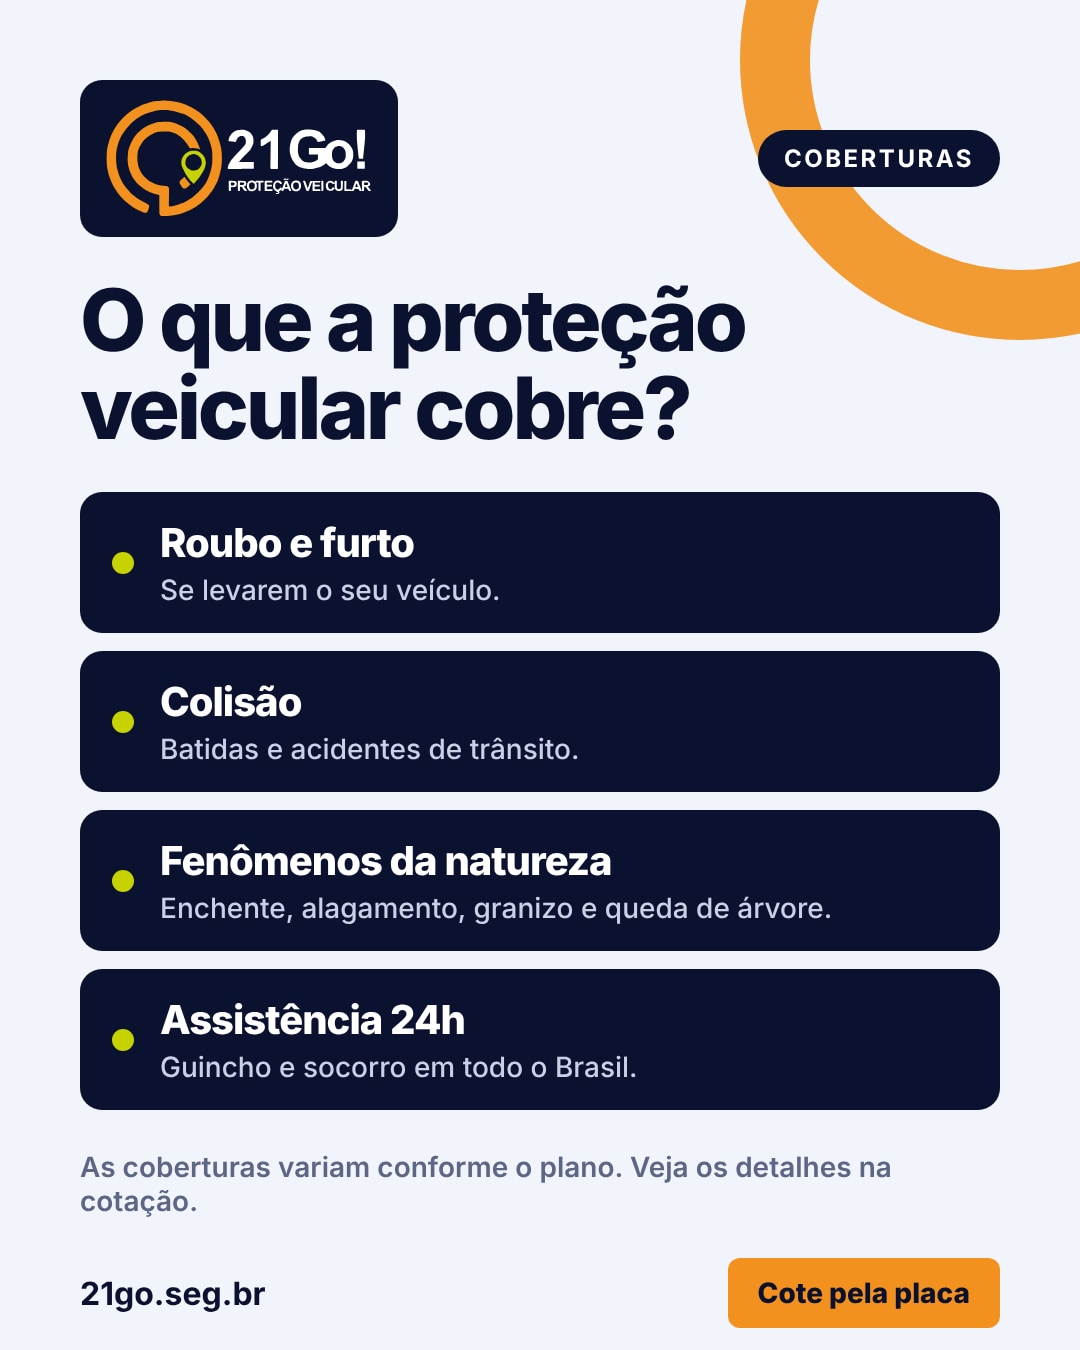 21Go!
PROTEÇÃO VEICULAR
COBERTURAS
O que a proteção
veicular cobre?
Roubo e furto
Se levarem o seu veículo.
Colisão
Batidas e acidentes de trânsito.
Fenômenos da natureza
Enchente, alagamento, granizo e queda de árvore.
Assistência 24h
Guincho e socorro em todo o Brasil.
As coberturas variam conforme o plano. Veja os detalhes na
cotação.
21go.seg.br
Cote pela placa